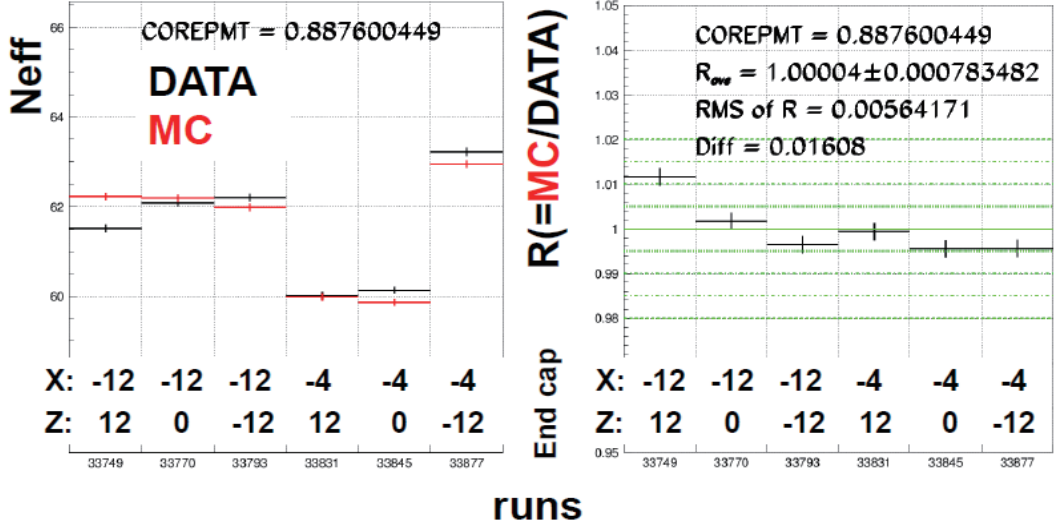 66
64
62
60
Neff
COREPMT = 0.887600449
DATA
MC
X: -12 -12 -12 -4 -4 -4
Z: 12 0 -12 12 0 -12
33749 33770 33793 33831 33845 33877
1.05
1.04
1.03
1.02
1.01
1
0.99
0.98
0.95
R(=MC/DATA)
End cap
COREPMT = 0.887600449
Rave = 1.00004±0.000783482
RMS of R = 0.00564171
Diff = 0.01608
X: -12 -12 -12 -4 -4 -4
Z: 12 0 -12 12 0 -12
33749 33770 33793 33831 33845 33877
runs